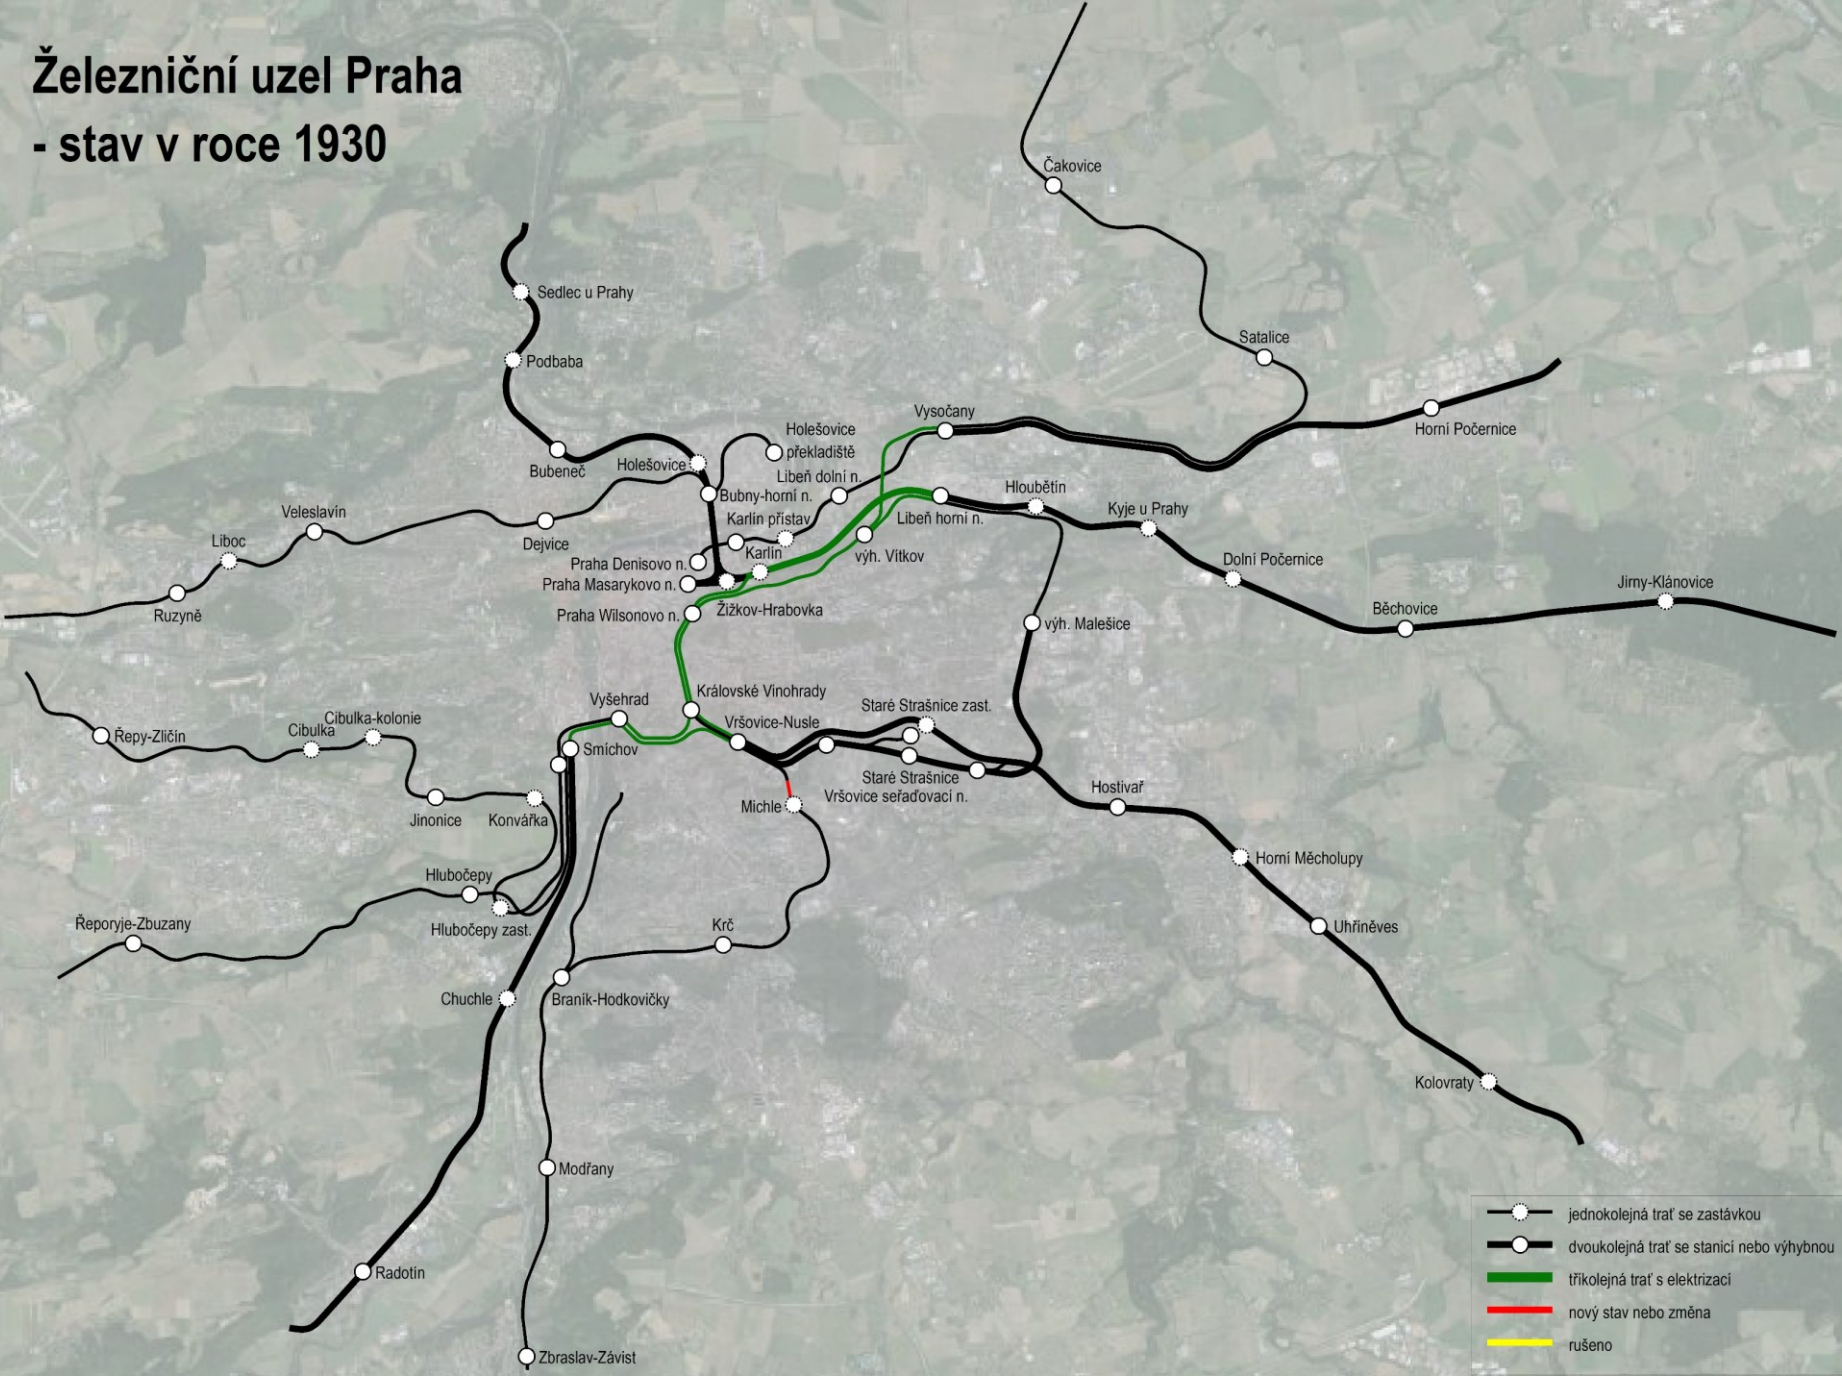 Železniční uzel Praha
- stav v roce 1930
Čakovice
Sedlec u Prahy
Satalice
Podbaba
Vysočany
Horní Počernice
Holešovice
překladiště
Bubeneč
Holešovice
Libeň dolní n.
Bubny-horní n.
Hloubětín
Kyje u Prahy
Veleslavín
Karlín přístav
Libeň horní n.
Liboc
Dejvice
Karlín
výh. Vítkov
Praha Denisovo n.
Dolní Počernice
Praha Masarykovo n.
Jirny-Klánovice
Ruzyně
Praha Wilsonovo n.
Žižkov-Hrabovka
Běchovice
výh. Malešice
Vyšehrad
Královské Vinohrady
Staré Strašnice zast.
Cibulka-kolonie
Cibulka
Řepy-Zličín
Vršovice-Nusle
Smíchov
Staré Strašnice
Vršovice seřaďovací n.
Hostivař
Michle
Jinonice
Konvářka
Horní Měcholupy
Hlubočepy
Řeporyje-Zbuzany
Hlubočepy zast.
Krč
Uhříněves
Chuchle
Braník-Hodkovičky
Kolovraty
Modřany
Radotín
Zbraslav-Závist
jednokolejná trať se zastávkou
dvoukolejná trať se stanicí nebo výhybnou
tříkolejná trať s elektrizací
nový stav nebo změna
rušeno